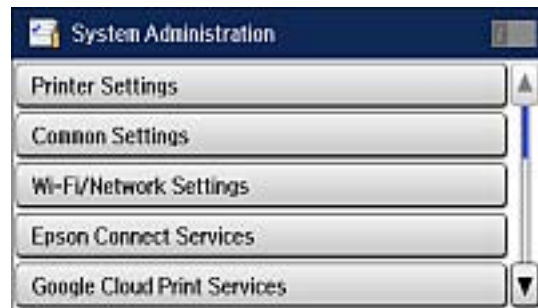 System Administration
Printer Settings
Common Settings
Wi-Fi/Network Settings
Epson Connect Services
Google Cloud Print Services